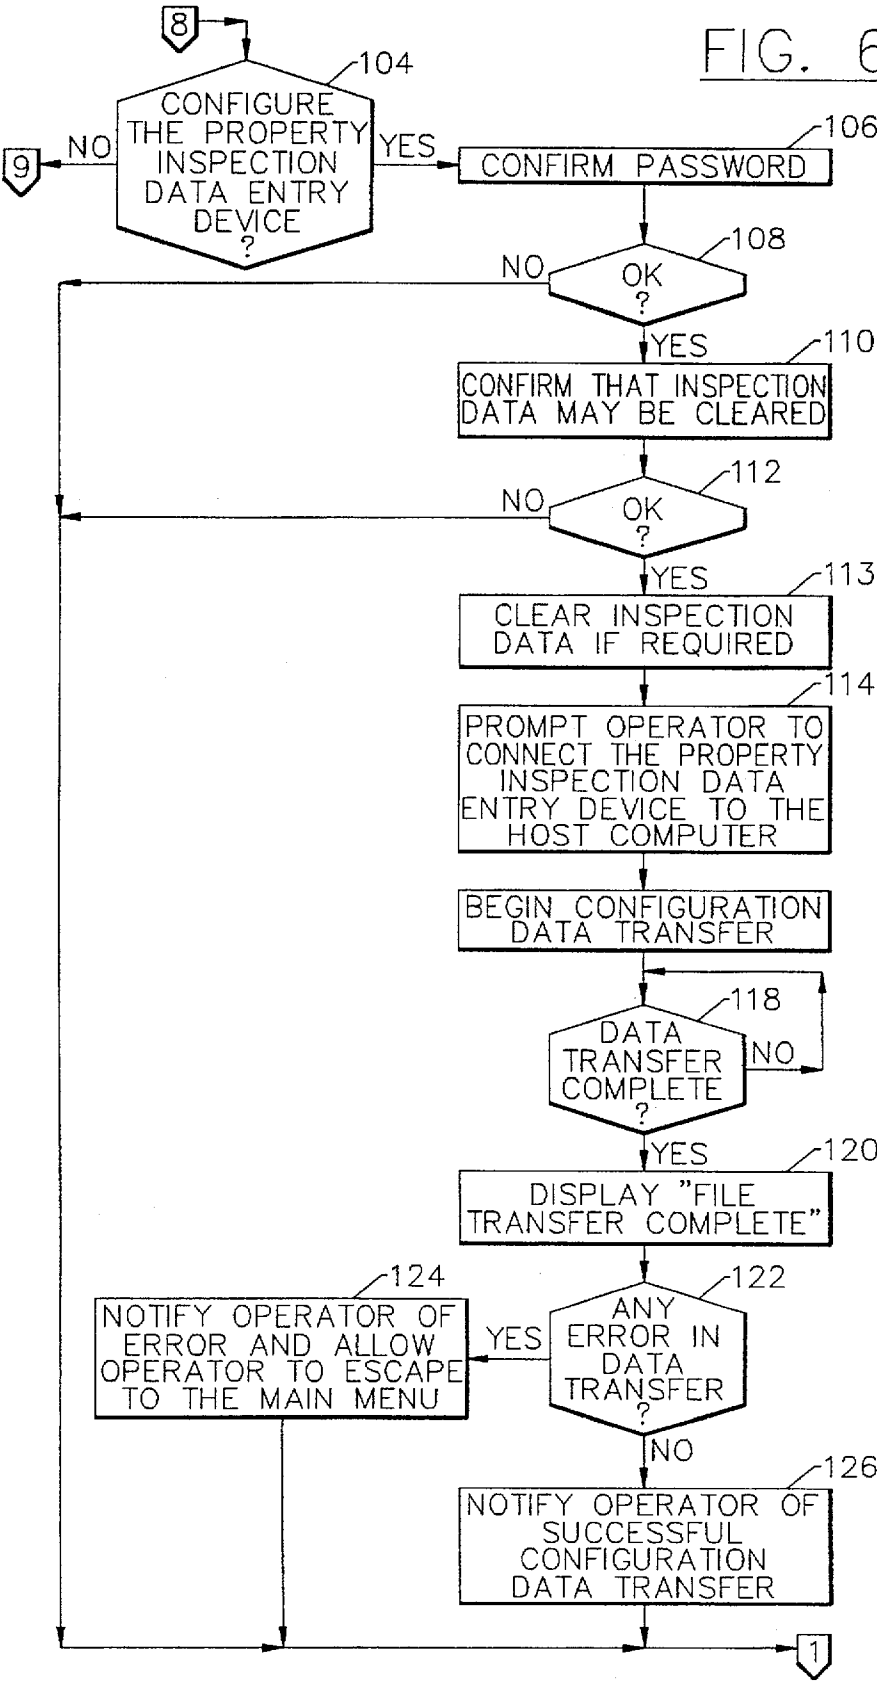 8
FIG. 6
104
CONFIGURE
THE PROPERTY
INSPECTION
DATA ENTRY
DEVICE
?
NO
9
YES
106
CONFIRM PASSWORD
108
OK
?
NO
YES
110
CONFIRM THAT INSPECTION
DATA MAY BE CLEARED
112
OK
?
NO
YES
113
CLEAR INSPECTION
DATA IF REQUIRED
114
PROMPT OPERATOR TO
CONNECT THE PROPERTY
INSPECTION DATA
ENTRY DEVICE TO THE
HOST COMPUTER
BEGIN CONFIGURATION
DATA TRANSFER
118
DATA
TRANSFER
COMPLETE
?
NO
YES
120
DISPLAY "FILE
TRANSFER COMPLETE"
122
ANY
ERROR IN
DATA
TRANSFER
?
YES
124
NOTIFY OPERATOR OF
ERROR AND ALLOW
OPERATOR TO ESCAPE
TO THE MAIN MENU
NO
126
NOTIFY OPERATOR OF
SUCCESSFUL
CONFIGURATION
DATA TRANSFER
1